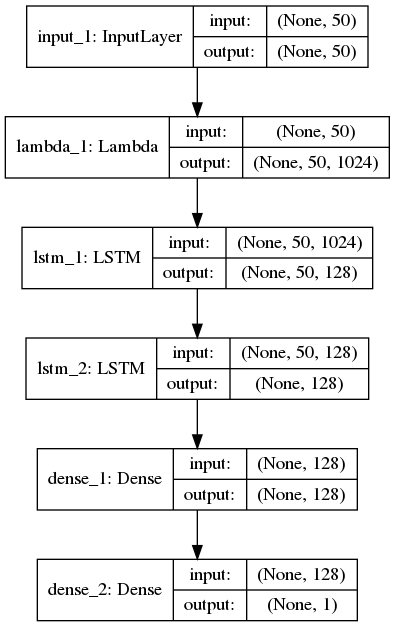 input_1: InputLayer
input: (None, 50)
output: (None, 50)
lambda_1: Lambda
input: (None, 50)
output: (None, 50, 1024)
lstm_1: LSTM
input: (None, 50, 1024)
output: (None, 50, 128)
lstm_2: LSTM
input: (None, 50, 128)
output: (None, 128)
dense_1: Dense
input: (None, 128)
output: (None, 128)
dense_2: Dense
input: (None, 128)
output: (None, 1)